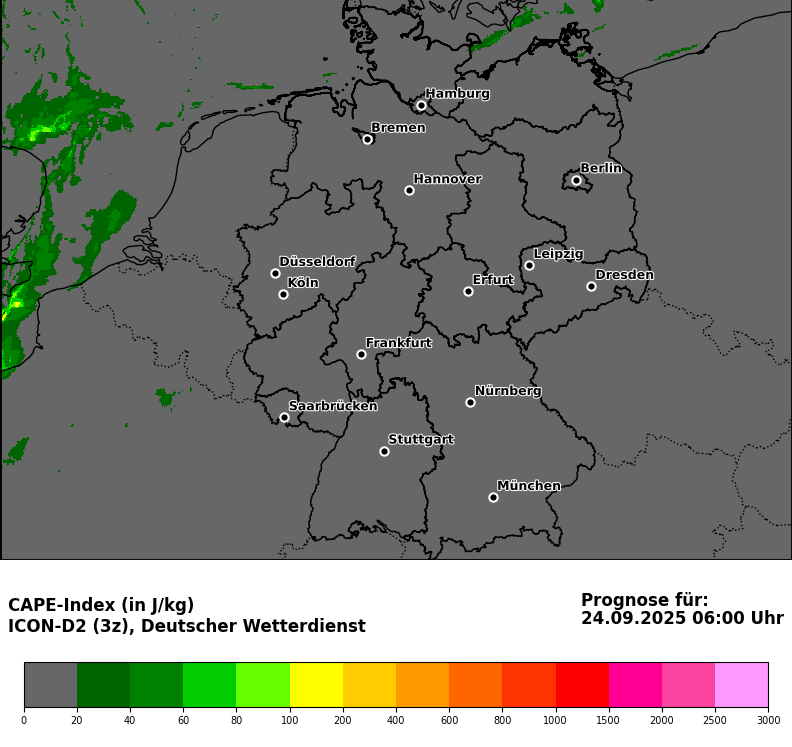 Hamburg
Bremen
Hannover
Berlin
Düsseldorf
Köln
Leipzig
Erfurt
Dresden
Frankfurt
Saarbrücken
Nürnberg
Stuttgart
München
CAPE-Index (in J/kg)
ICON-D2 (3z), Deutscher Wetterdienst
Prognose für:
24.09.2025 06:00 Uhr
0 20 40 60 80 100 200 400 600 800 1000 1500 2000 2500 3000